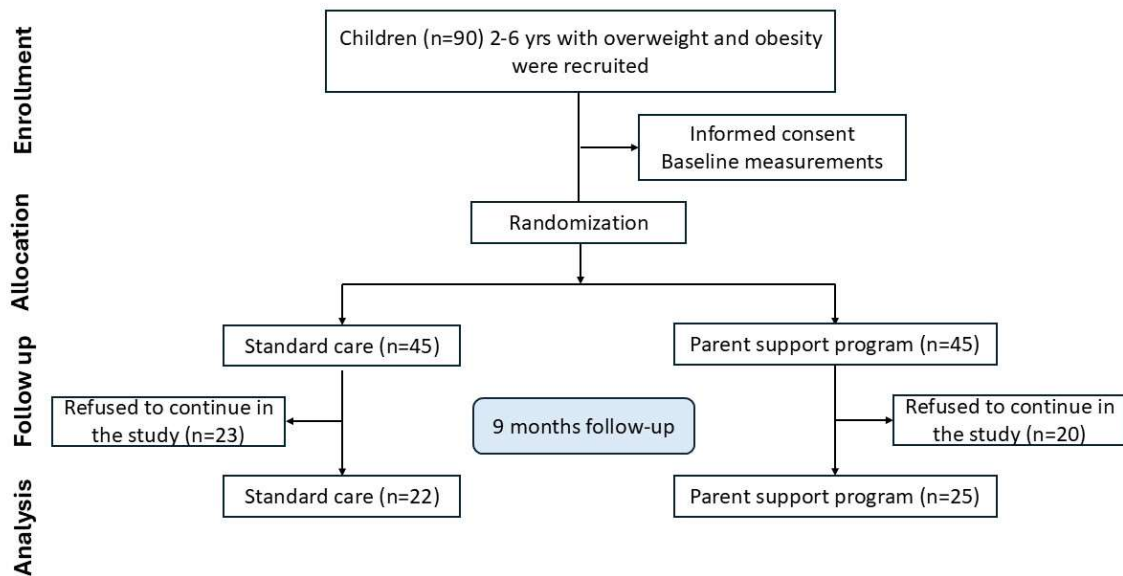 Enrollment
Children (n=90) 2-6 yrs with overweight and obesity
were recruited
Informed consent
Baseline measurements
Allocation
Randomization
Follow up
Standard care (n=45)
Parent support program (n=45)
Refused to continue in
the study (n=23)
9 months follow-up
Refused to continue in
the study (n=20)
Analysis
Standard care (n=22)
Parent support program (n=25)